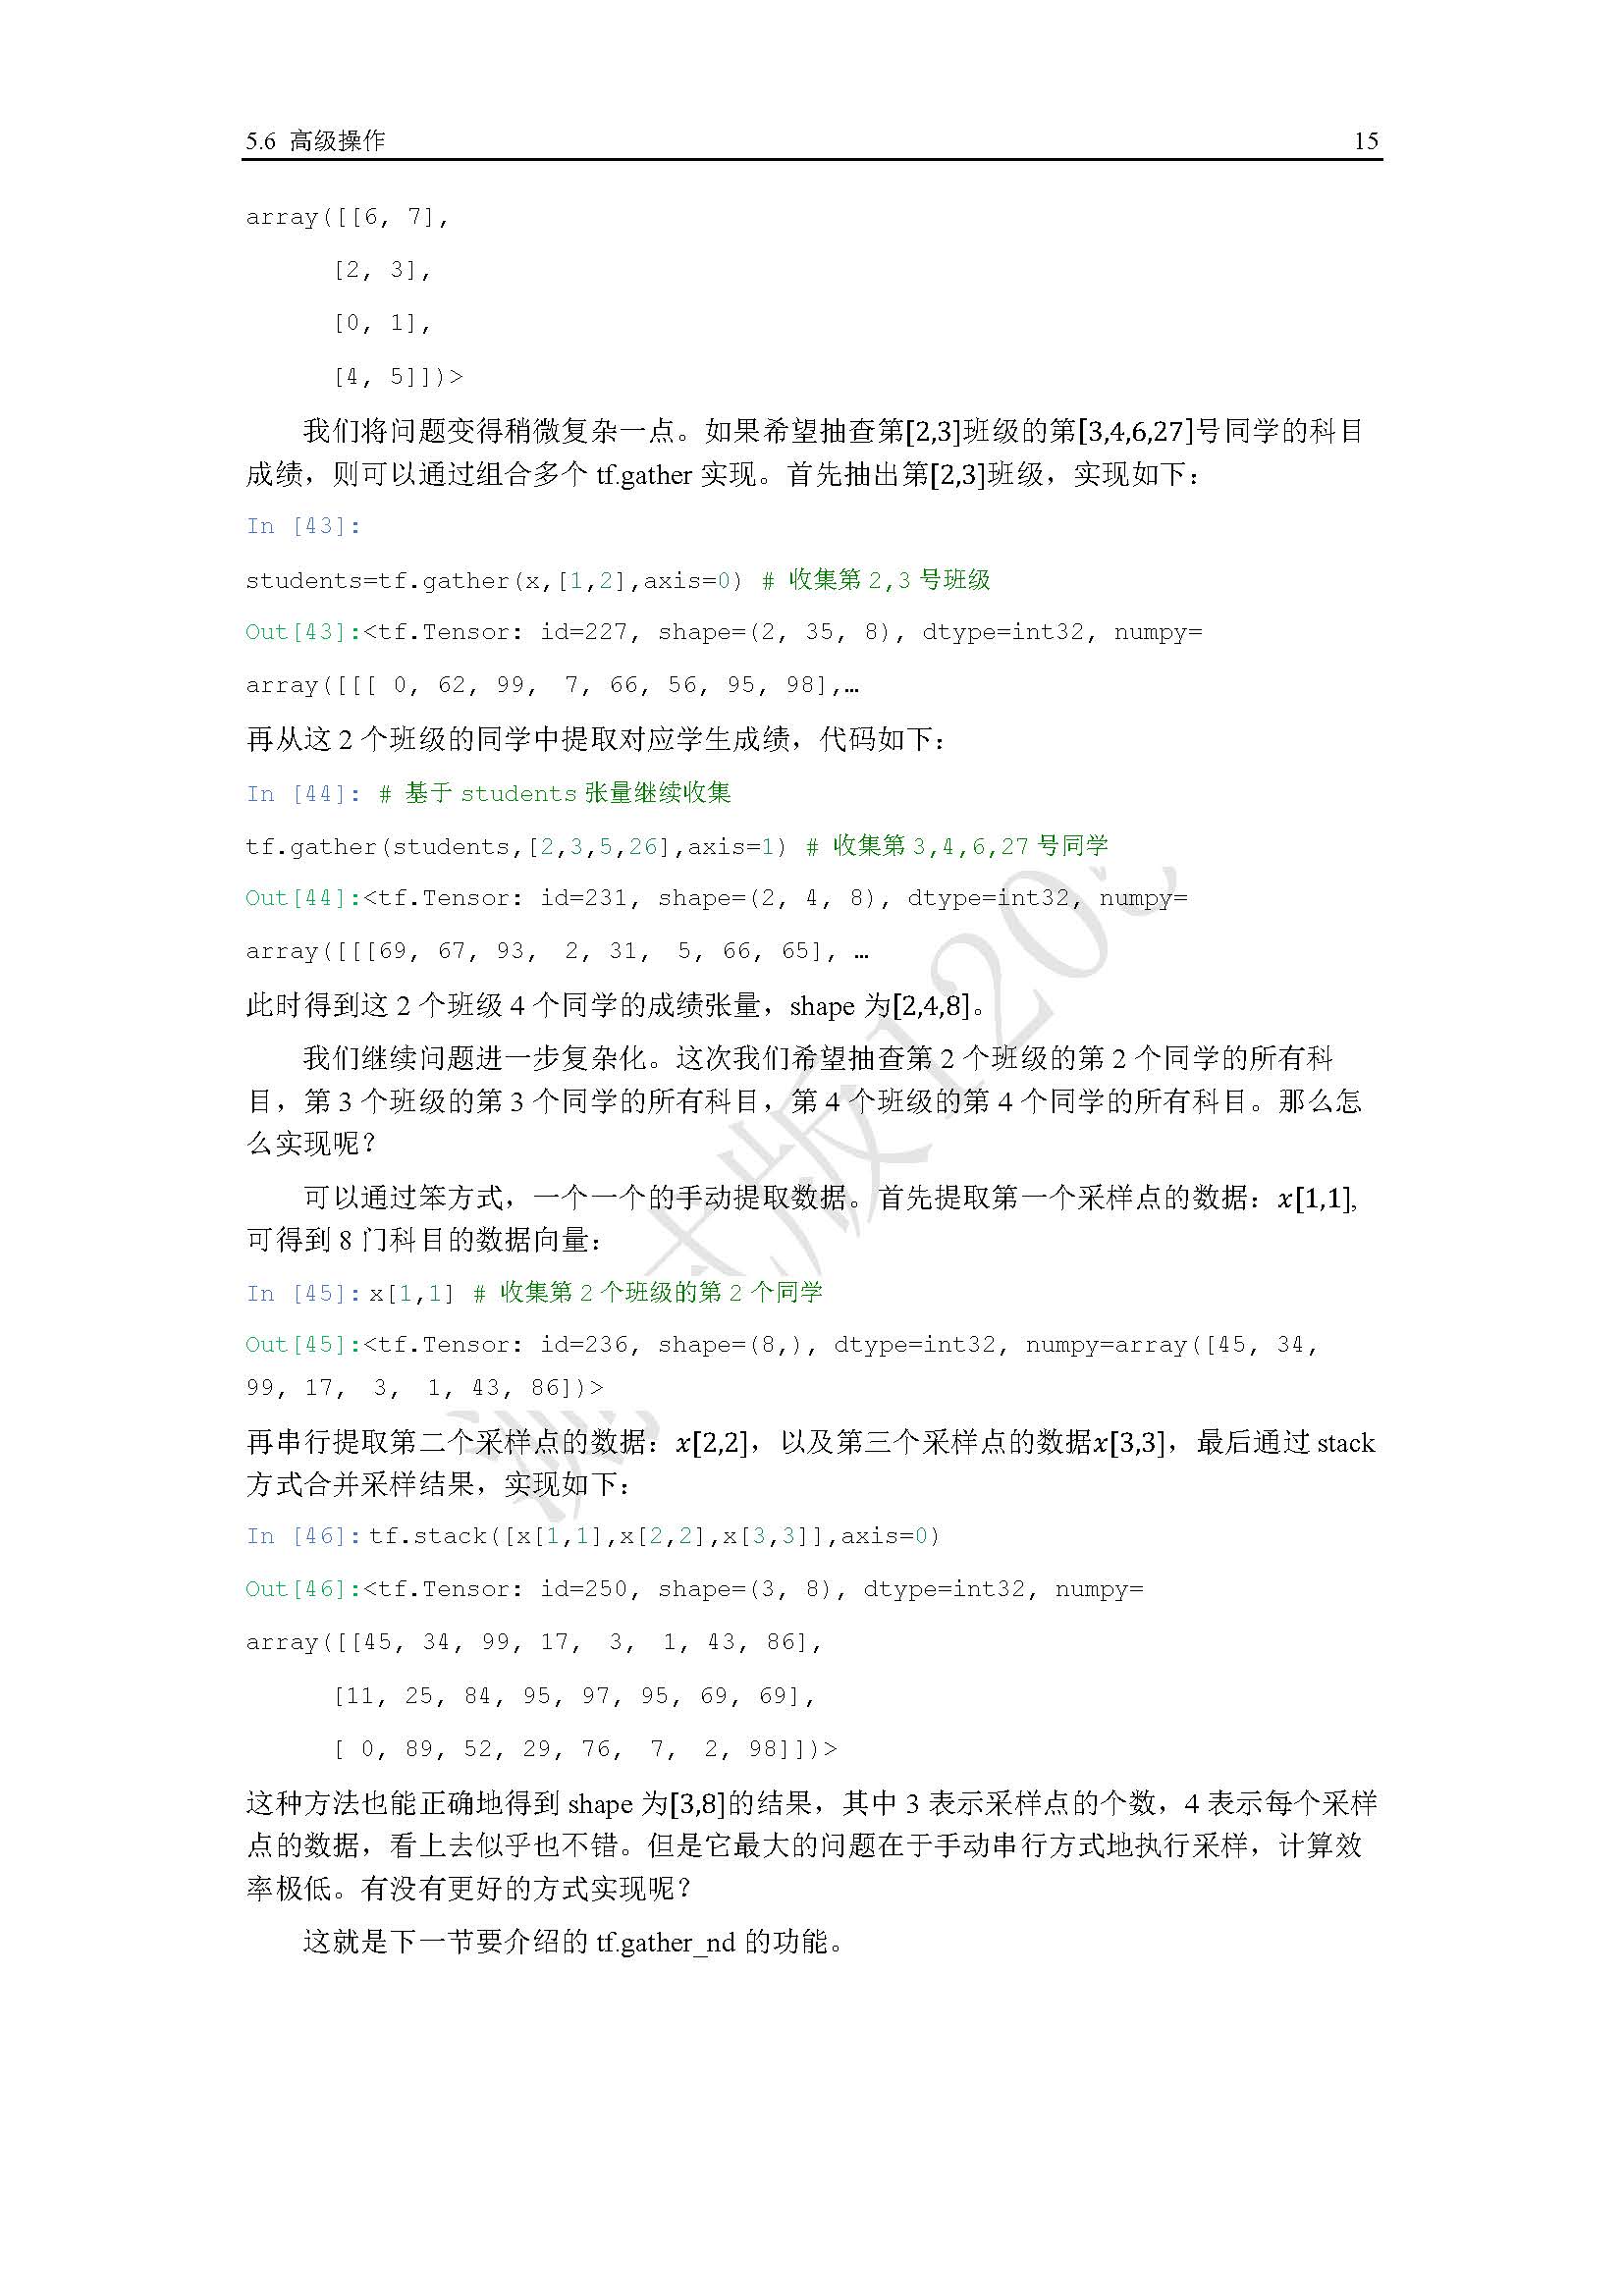 5.6 高级操作 15
array([[6, 7],
[2, 3],
[0, 1],
[4, 5]])>
我们将问题变得稍微复杂一点。如果希望抽查第[2,3]班级的第[3,4,6,27]号同学的科目
成绩，则可以通过组合多个 tf.gather 实现。首先抽出第[2,3]班级，实现如下：
In [43]:
students=tf.gather(x,[1,2],axis=0) # 收集第 2,3 号班级
Out[43]:<tf.Tensor: id=227, shape=(2, 35, 8), dtype=int32, numpy=
array([[[ 0, 62, 99, 7, 66, 56, 95, 98],…
再从这 2 个班级的同学中提取对应学生成绩，代码如下：
In [44]: # 基于 students 张量继续收集
tf.gather(students,[2,3,5,26],axis=1) # 收集第 3,4,6,27 号同学
Out[44]:<tf.Tensor: id=231, shape=(2, 4, 8), dtype=int32, numpy=
array([[[69, 67, 93, 2, 31, 5, 66, 65], …
此时得到这 2 个班级 4 个同学的成绩张量，shape 为[2,4,8]。
我们继续问题进一步复杂化。这次我们希望抽查第 2 个班级的第 2 个同学的所有科
目，第 3 个班级的第 3 个同学的所有科目，第 4 个班级的第 4 个同学的所有科目。那么怎
么实现呢？
可以通过笨方式，一个一个的手动提取数据。首先提取第一个采样点的数据：x[1,1],
可得到 8 门科目的数据向量：
In [45]: x[1,1] # 收集第 2 个班级的第 2 个同学
Out[45]:<tf.Tensor: id=236, shape=(8,), dtype=int32, numpy=array([45, 34,
99, 17, 3, 1, 43, 86])>
再串行提取第二个采样点的数据：x[2,2]，以及第三个采样点的数据x[3,3]，最后通过 stack
方式合并采样结果，实现如下：
In [46]: tf.stack([x[1,1],x[2,2],x[3,3]],axis=0)
Out[46]:<tf.Tensor: id=250, shape=(3, 8), dtype=int32, numpy=
array([[45, 34, 99, 17, 3, 1, 43, 86],
[11, 25, 84, 95, 97, 95, 69, 69],
[ 0, 89, 52, 29, 76, 7, 2, 98]])>
这种方法也能正确地得到 shape 为[3,8]的结果，其中 3 表示采样点的个数，4 表示每个采样
点的数据，看上去似乎也不错。但是它最大的问题在于手动串行方式地执行采样，计算效
率极低。有没有更好的方式实现呢？
这就是下一节要介绍的 tf.gather_nd 的功能。